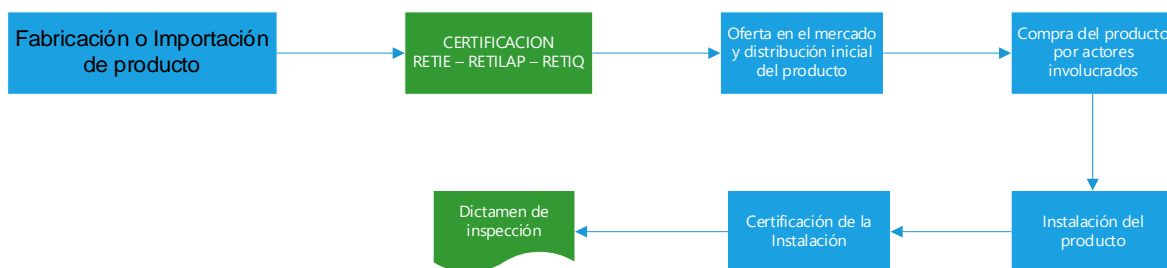 Fabricación o Importación
de producto
CERTIFICACION
RETIE – RETILAP – RETIQ
Oferta en el mercado
y distribución inicial
del producto
Compra del producto
por actores
involucrados
Dictamen de
inspección
Certificación de la
Instalación
Instalación del
producto